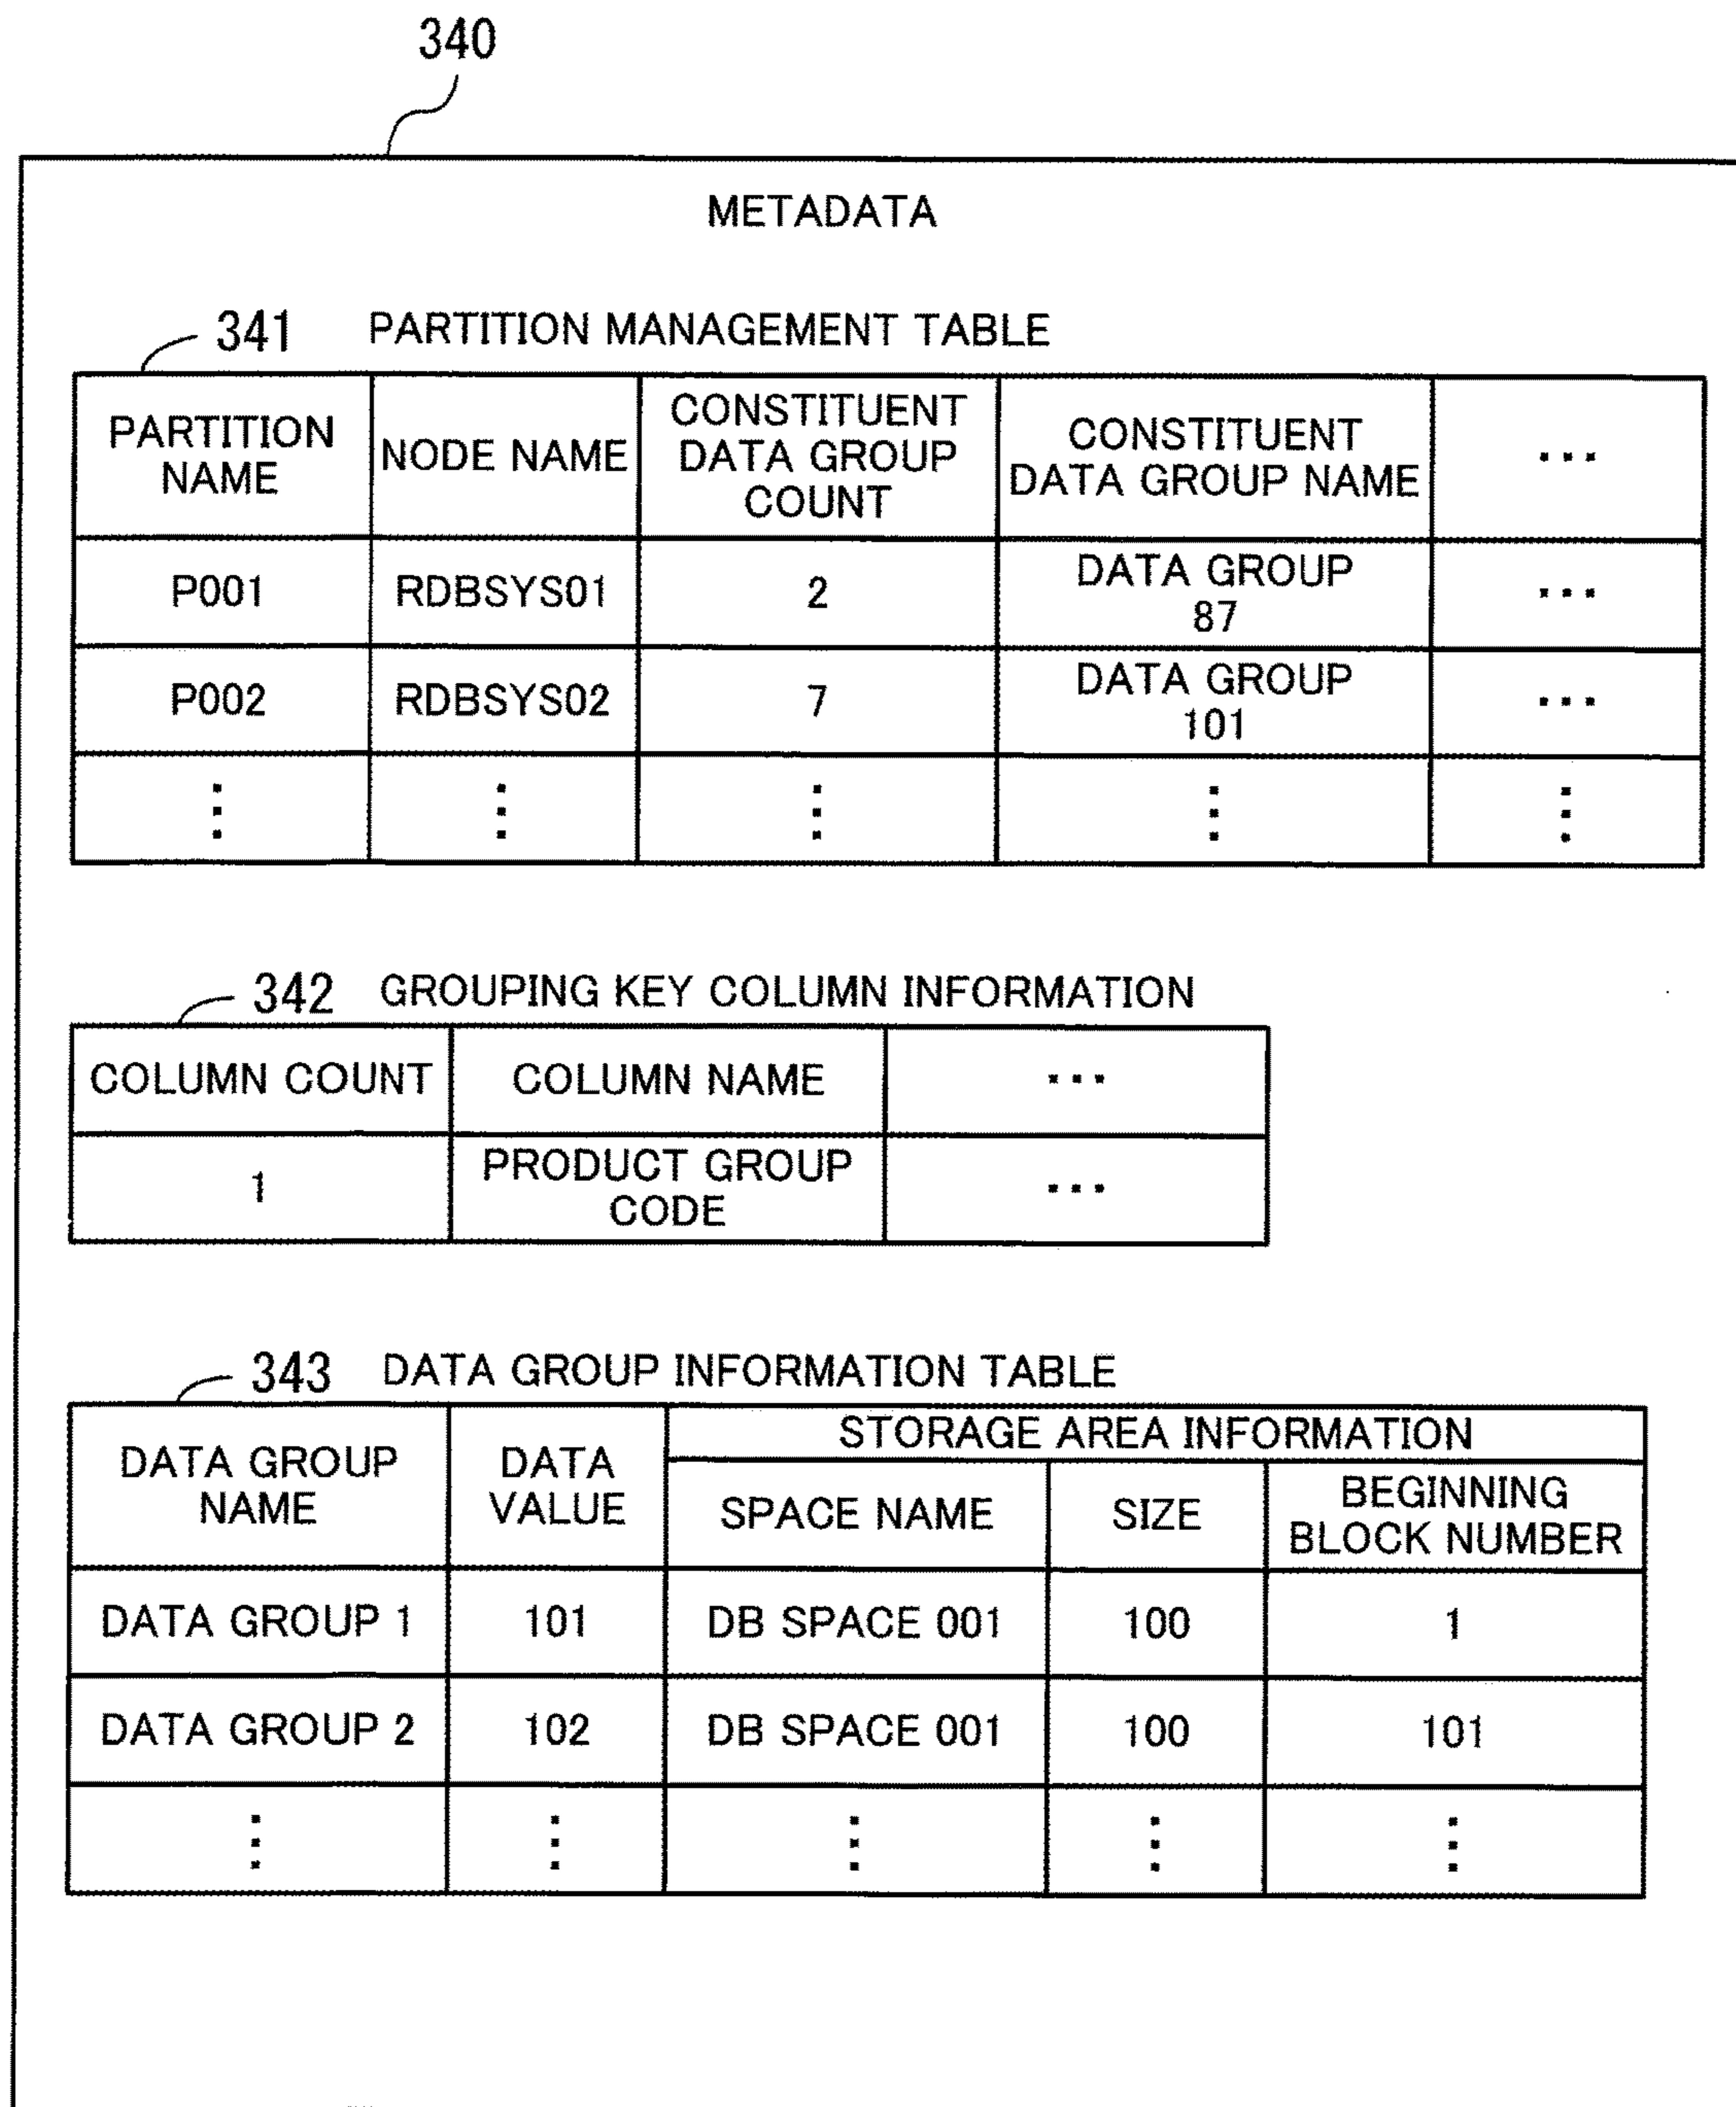 340
METADATA
341 PARTITION MANAGEMENT TABLE
PARTITION NAME NODE NAME CONSTITUENT DATA GROUP COUNT CONSTITUENT DATA GROUP NAME ...
P001 RDBSYS01 2 DATA GROUP 87 ...
P002 RDBSYS02 7 DATA GROUP 101 ...
⋮ ⋮ ⋮ ⋮ ⋮
342 GROUPING KEY COLUMN INFORMATION
COLUMN COUNT COLUMN NAME ...
1 PRODUCT GROUP CODE ...
343 DATA GROUP INFORMATION TABLE
DATA GROUP NAME DATA VALUE STORAGE AREA INFORMATION
SPACE NAME SIZE BEGINNING BLOCK NUMBER
DATA GROUP 1 101 DB SPACE 001 100 1
DATA GROUP 2 102 DB SPACE 001 100 101
⋮ ⋮ ⋮ ⋮ ⋮